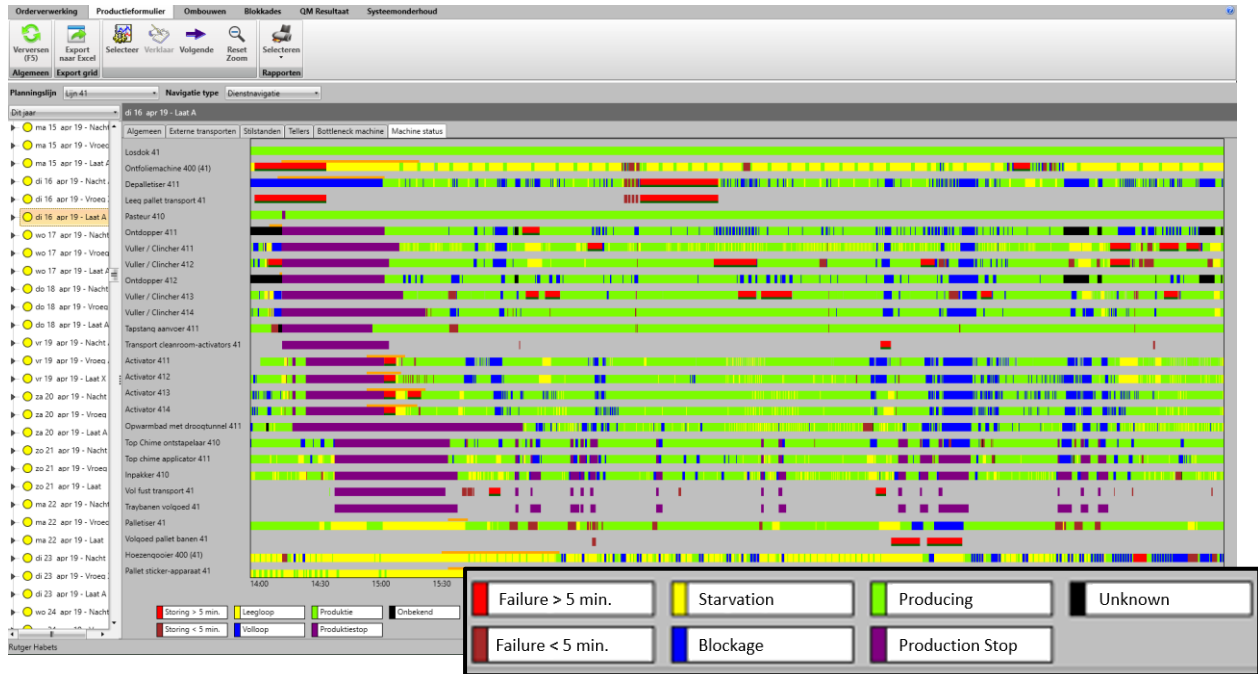 Orderverwerking Productieformulier Ombouwen Blokkades QM Resultaat Systeemonderhoud
Verversen (F5)
Export naar Excel
Selecteer Verklaar Volgende
Reset Zoom
Selecteren
Algemeen Export grid Rapporten
Planningslijn Lijn 41 Navigatie type Dienstnavigatie
Dit jaar di 16 apr 19 - Laat A
Algemeen Externe transporten Stilstanden Tellers Bottleneck machine Machine status
ma 15 apr 19 - Nacht
ma 15 apr 19 - Vroeg
ma 15 apr 19 - Laat A
di 16 apr 19 - Nacht
di 16 apr 19 - Vroeg
di 16 apr 19 - Laat A
wo 17 apr 19 - Nacht
wo 17 apr 19 - Vroeg
wo 17 apr 19 - Laat A
do 18 apr 19 - Nacht
do 18 apr 19 - Vroeg
do 18 apr 19 - Laat A
vr 19 apr 19 - Nacht
vr 19 apr 19 - Vroeg
vr 19 apr 19 - Laat X
za 20 apr 19 - Nacht
za 20 apr 19 - Vroeg
za 20 apr 19 - Laat A
zo 21 apr 19 - Nacht
zo 21 apr 19 - Vroeg
zo 21 apr 19 - Laat
ma 22 apr 19 - Nacht
ma 22 apr 19 - Vroeg
ma 22 apr 19 - Laat
di 23 apr 19 - Nacht
di 23 apr 19 - Vroeg
di 23 apr 19 - Laat A
wo 24 apr 19 - Nacht
Losdok 41
Ontfoliemachine 400 (41)
Depalletiser 411
Leeg pallet transport 41
Pasteur 410
Ontdopper 411
Vuller / Clincher 411
Vuller / Clincher 412
Ontdopper 412
Vuller / Clincher 413
Vuller / Clincher 414
Tapstang aanvoer 411
Transport cleanroom-activators 41
Activator 411
Activator 412
Activator 413
Activator 414
Opwarmbad met droogtunnel 411
Top Chime ontstapelaar 410
Top chime applicator 411
Inpakker 410
Vol fust transport 41
Traybanen volgoed 41
Palletiser 41
Volgoed pallet banen 41
Hoezengooier 400 (41)
Pallet sticker-apparaat 41
14:00 14:30 15:00 15:30
Storing > 5 min. Leegloop Produktie Onbekend
Storing < 5 min. Volloop Produktiestop
Failure > 5 min. Starvation Producing Unknown
Failure < 5 min. Blockage Production Stop
Rutger Habets